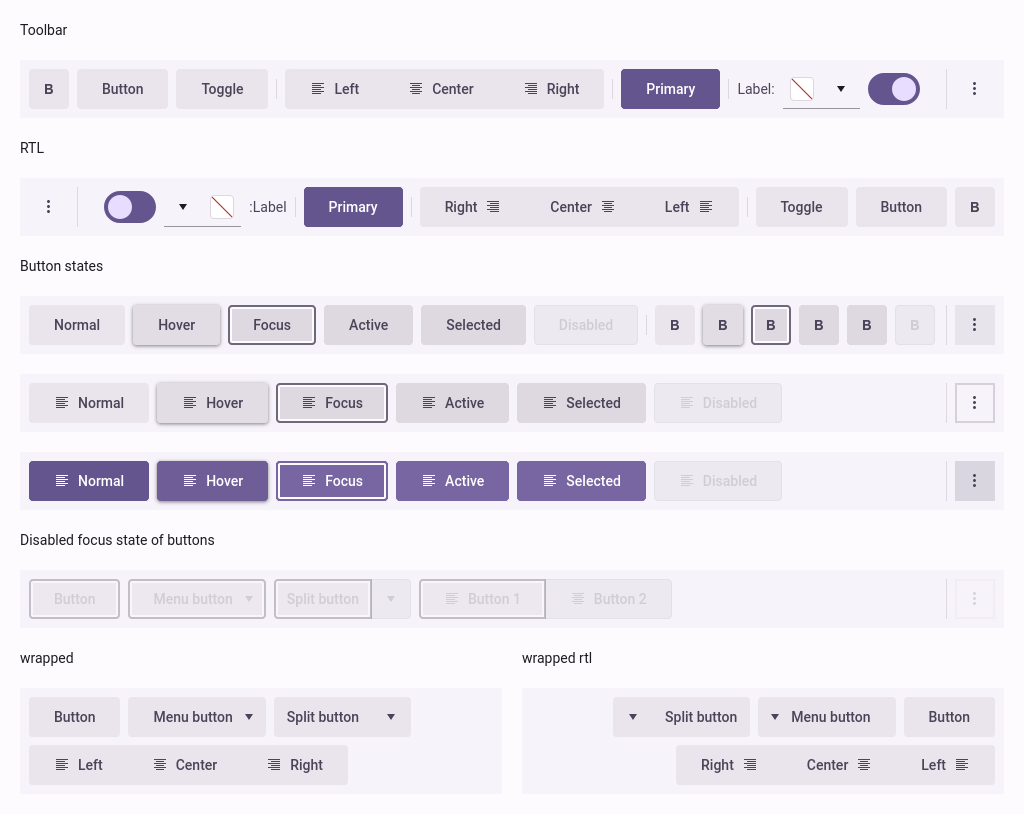 Toolbar
B Button Toggle Left Center Right Primary Label:
RTL
:Label Primary Right Center Left Toggle Button B
Button states
Normal Hover Focus Active Selected Disabled B B B B B B
Normal Hover Focus Active Selected Disabled
Normal Hover Focus Active Selected Disabled
Disabled focus state of buttons
Button Menu button Split button Button 1 Button 2
wrapped
Button Menu button Split button
Left Center Right
wrapped rtl
Split button Menu button Button
Right Center Left